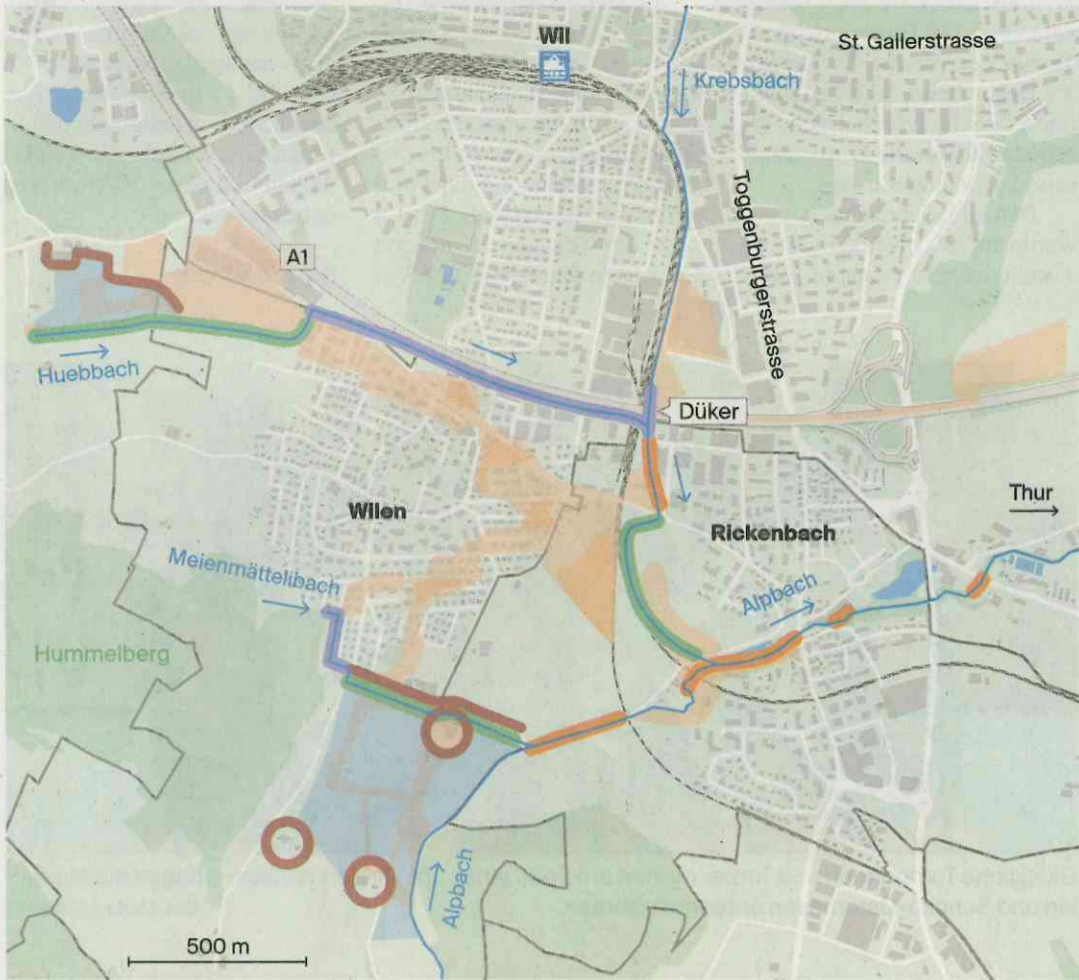 Wil
St. Gallerstrasse
Krebsbach
Toggenburgerstrasse
A1
Huebbach
Düker
Wilen
Thur
Rickenbach
Meienmättelibach
Alpbach
Hummelberg
Alpbach
500 m